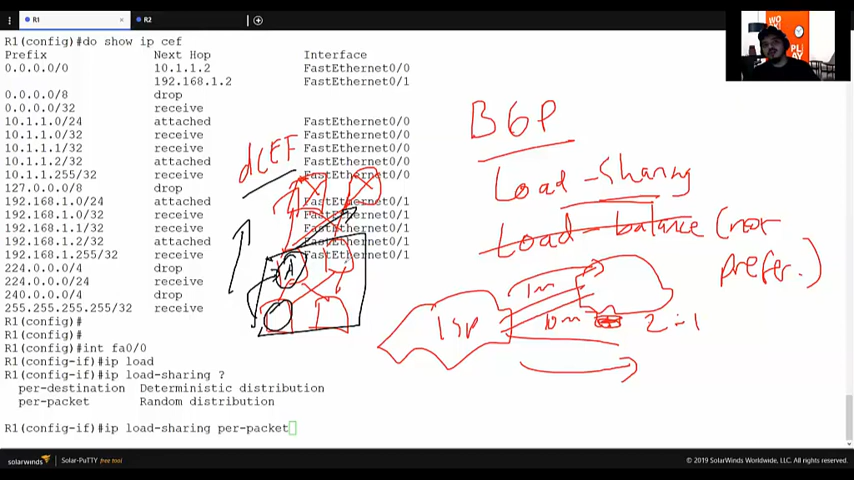 R1
R2
R1(config)#do show ip cef
Prefix Next Hop Interface
0.0.0.0/0 10.1.1.2 FastEthernet0/0
192.168.1.2 FastEthernet0/1
0.0.0.0/8 drop
0.0.0.0/32 receive
10.1.1.0/24 attached FastEthernet0/0
10.1.1.0/32 receive FastEthernet0/0
10.1.1.1/32 receive FastEthernet0/0
10.1.1.2/32 attached FastEthernet0/0
10.1.1.255/32 receive FastEthernet0/0
127.0.0.0/8 drop
192.168.1.0/24 attached FastEthernet0/1
192.168.1.0/32 receive FastEthernet0/1
192.168.1.1/32 receive FastEthernet0/1
192.168.1.2/32 attached FastEthernet0/1
192.168.1.255/32 receive FastEthernet0/1
224.0.0.0/4 drop
224.0.0.0/24 receive
240.0.0.0/4 drop
255.255.255.255/32 receive
R1(config)#
R1(config)#
R1(config)#int fa0/0
R1(config-if)#ip load
R1(config-if)#ip load-sharing ?
per-destination Deterministic distribution
per-packet Random distribution
R1(config-if)#ip load-sharing per-packet
dCEF
A
BGP
Load-Sharing
Load-balance (nor
prefer.)
ISP
1m
10m
2:1
solarwinds
Solar-PuTTY free tool
© 2019 SolarWinds Worldwide, LLC. All rights reserved.